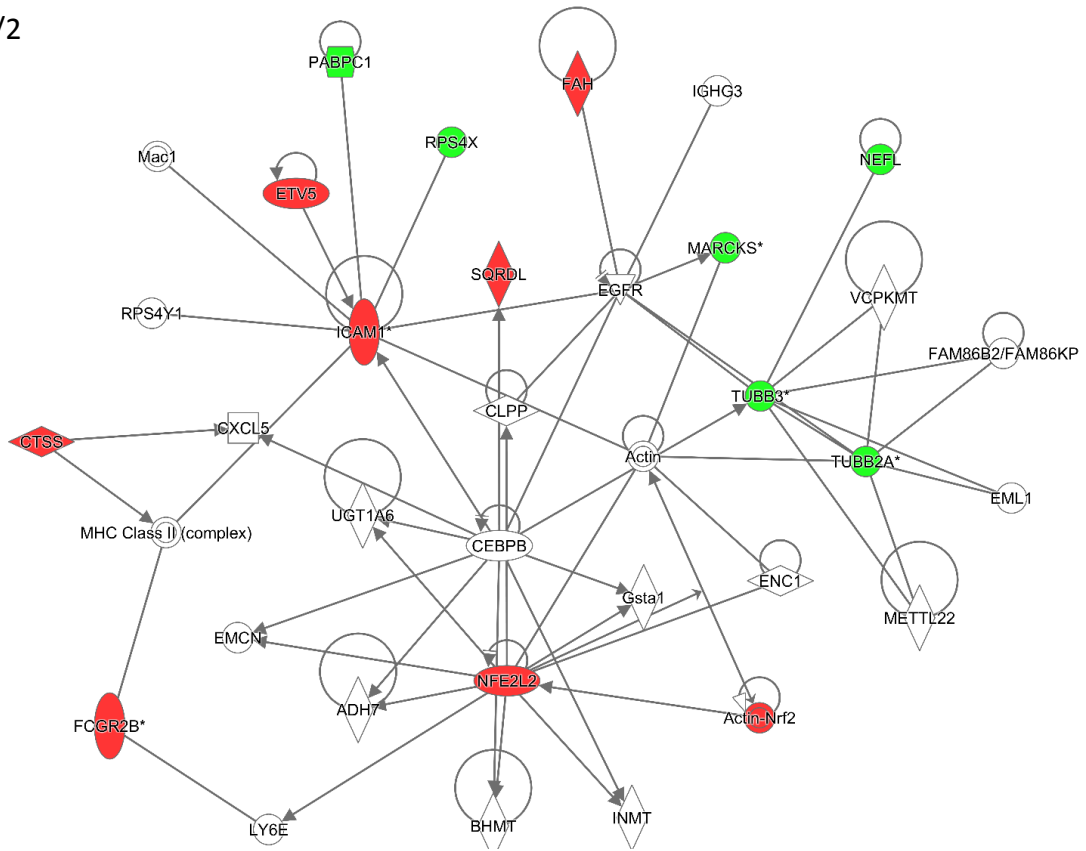 /2
PABPC1
FAH
IGHG3
RPS4X
Mac1
NEFL
ETV5
MARCKS*
SQRDL
EGFR
VCPKMT
RPS4Y1
ICAM1*
FAM86B2/FAM86KP
TUBB3*
CLPP
CXCL5
CTSS
Actin
TUBB2A*
EML1
UGT1A6
MHC Class II (complex)
CEBPB
ENC1
Gsta1
METTL22
EMCN
NFE2L2
ADH7
FCGR2B*
Actin-Nrf2
BHMT
INMT
LY6E